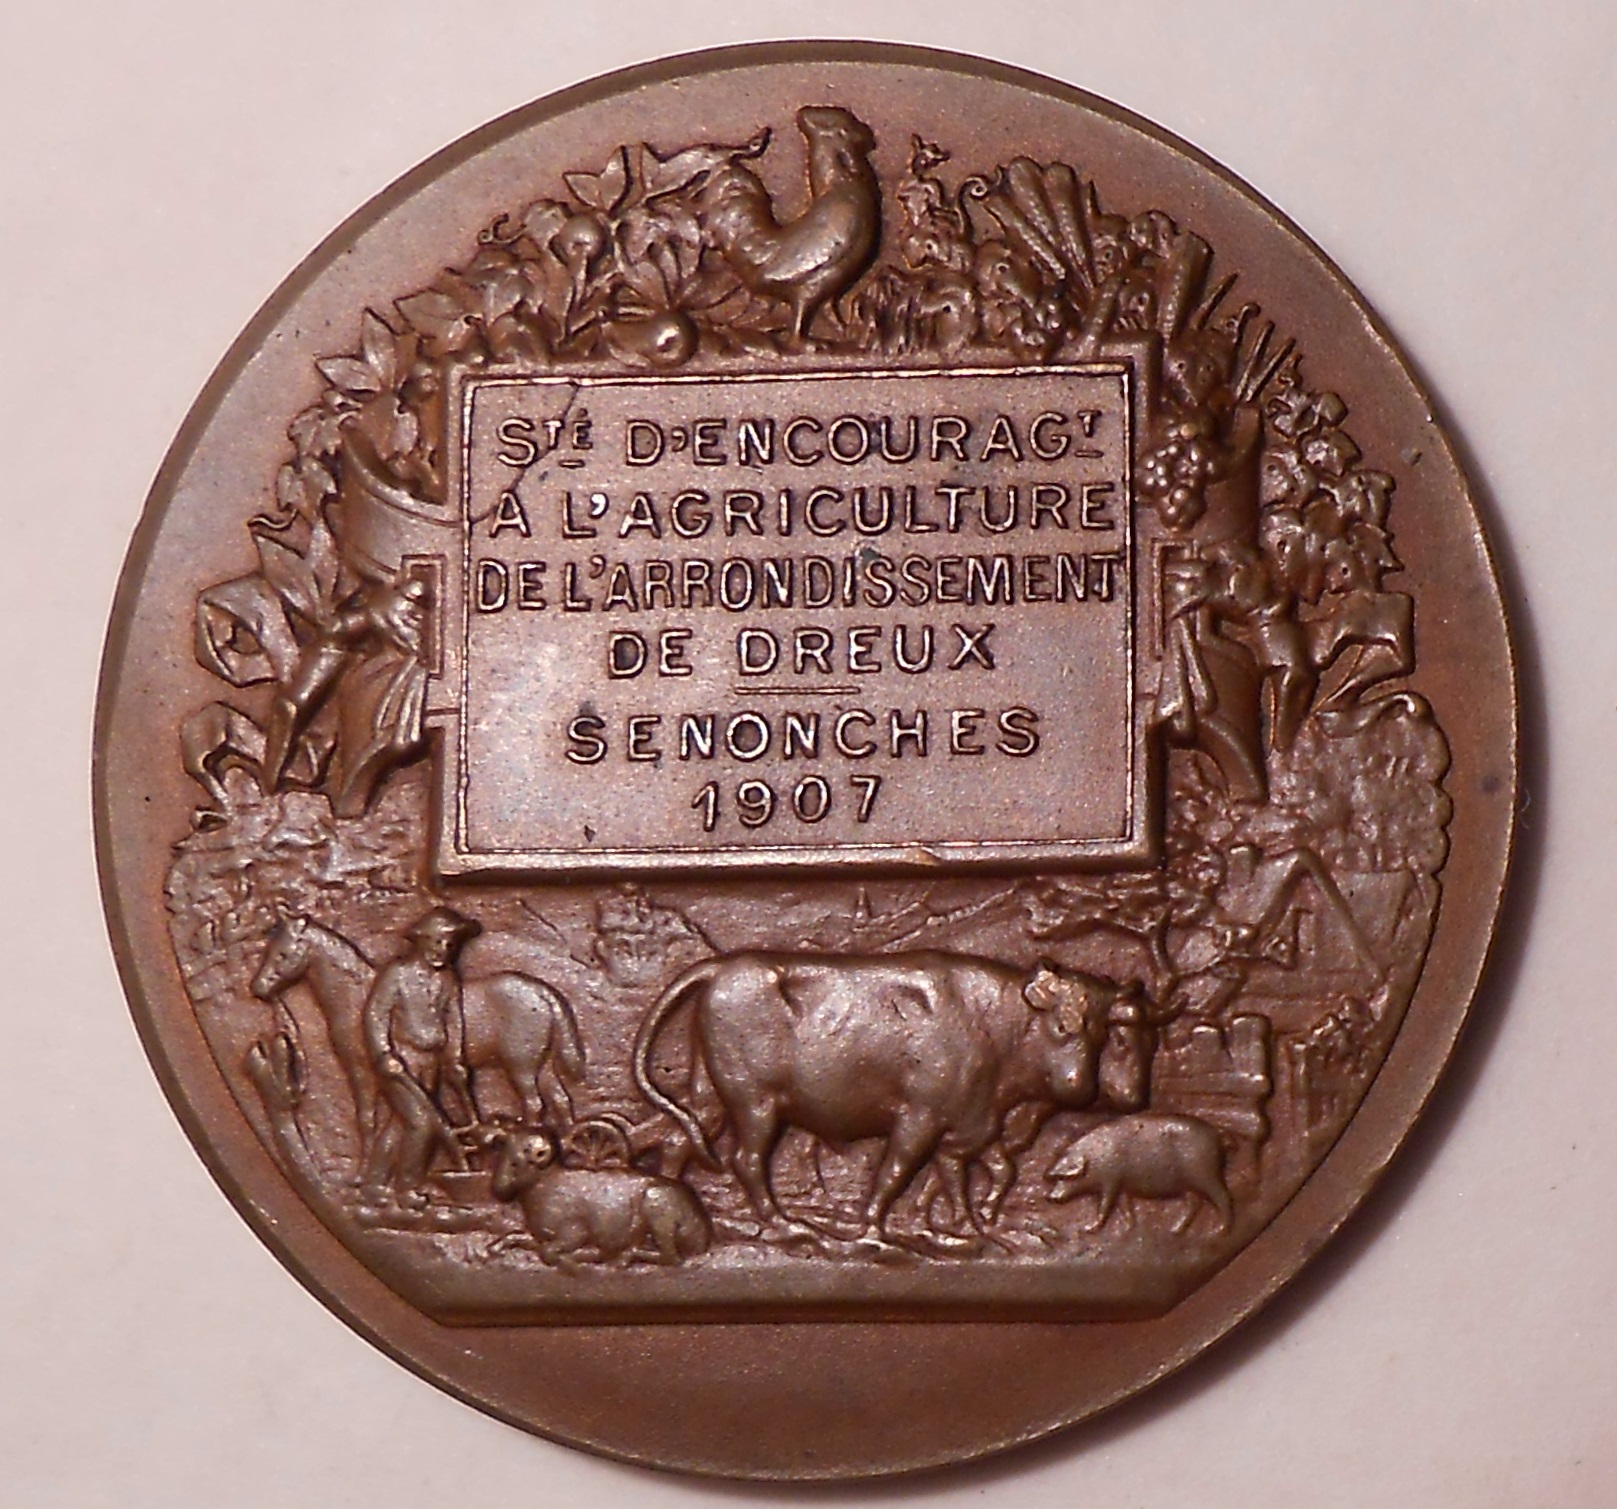 STÉ D'ENCOURAGT
A L'AGRICULTURE
DE L'ARRONDISSEMENT
DE DREUX
SENONCHES
1907